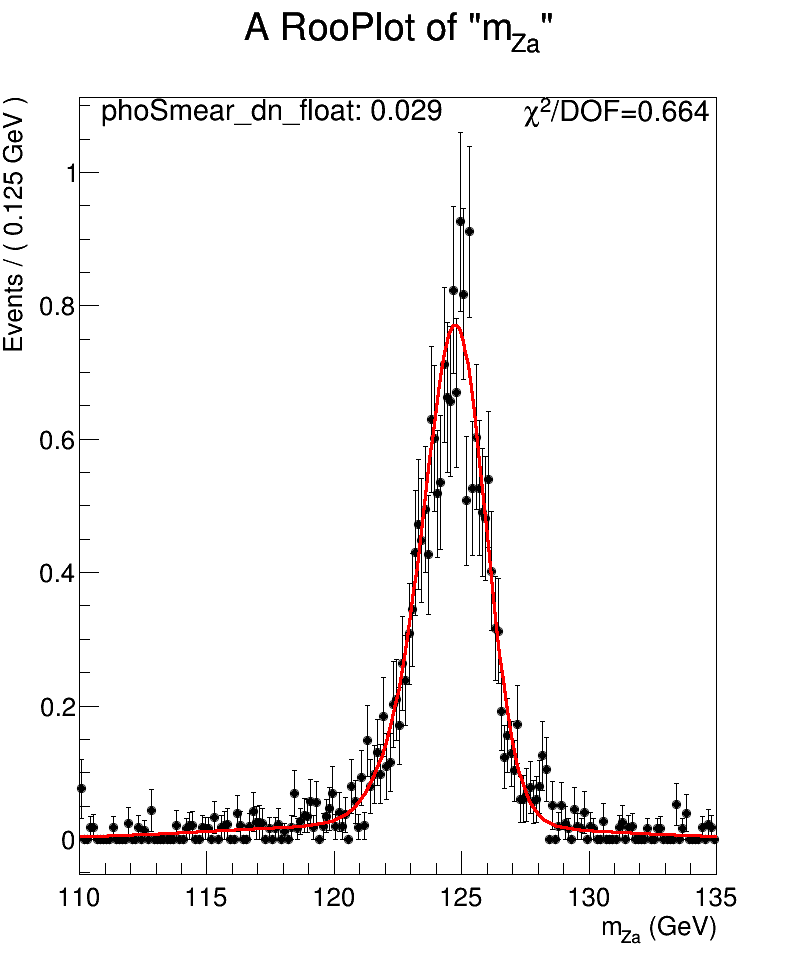 A RooPlot of "m_Za"
phoSmear_dn_float: 0.029
χ²/DOF=0.664
Events / ( 0.125 GeV )
1
0.8
0.6
0.4
0.2
0
110 115 120 125 130 135
m_Za (GeV)